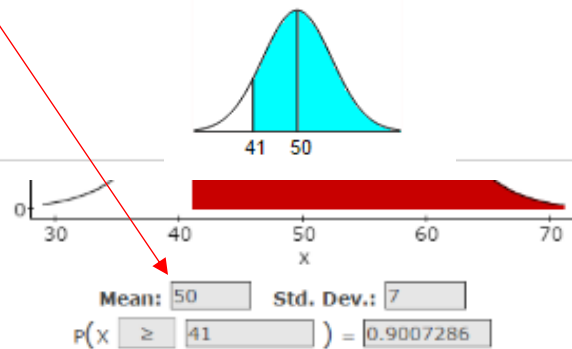 41 50
0
30 40 50 60 70
X
Mean: 50 Std. Dev.: 7
P(X ≥ 41 ) = 0.9007286